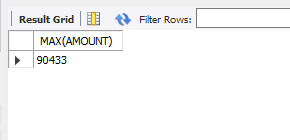 Result Grid Filter Rows:
MAX(AMOUNT)
90433